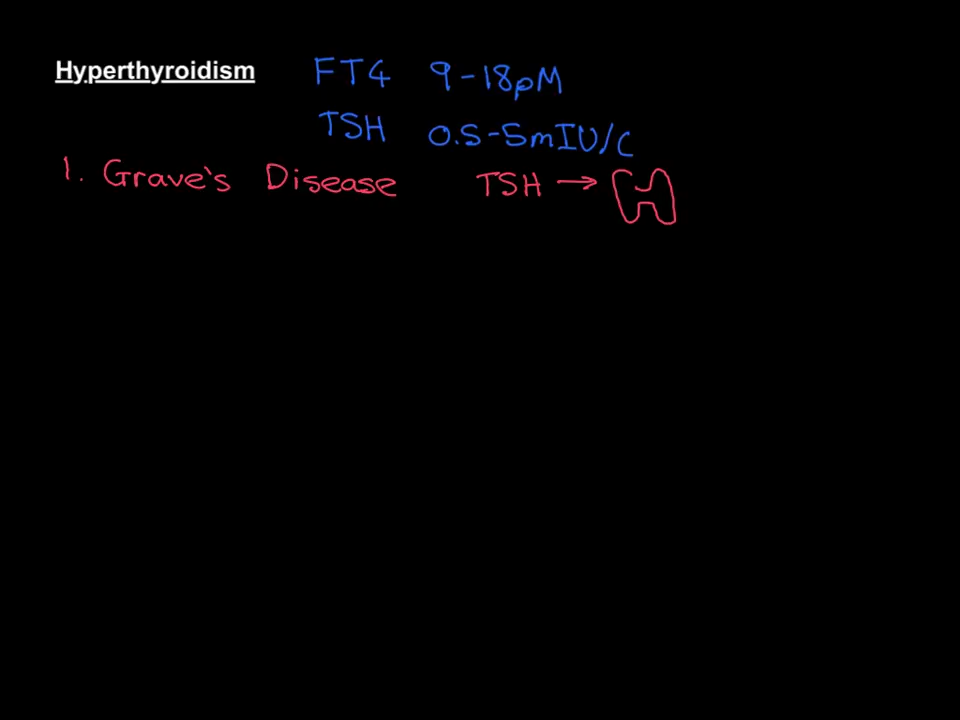 Hyperthyroidism FT4 9-18pM
TSH 0.5-5mIU/L
1. Grave's Disease TSH →